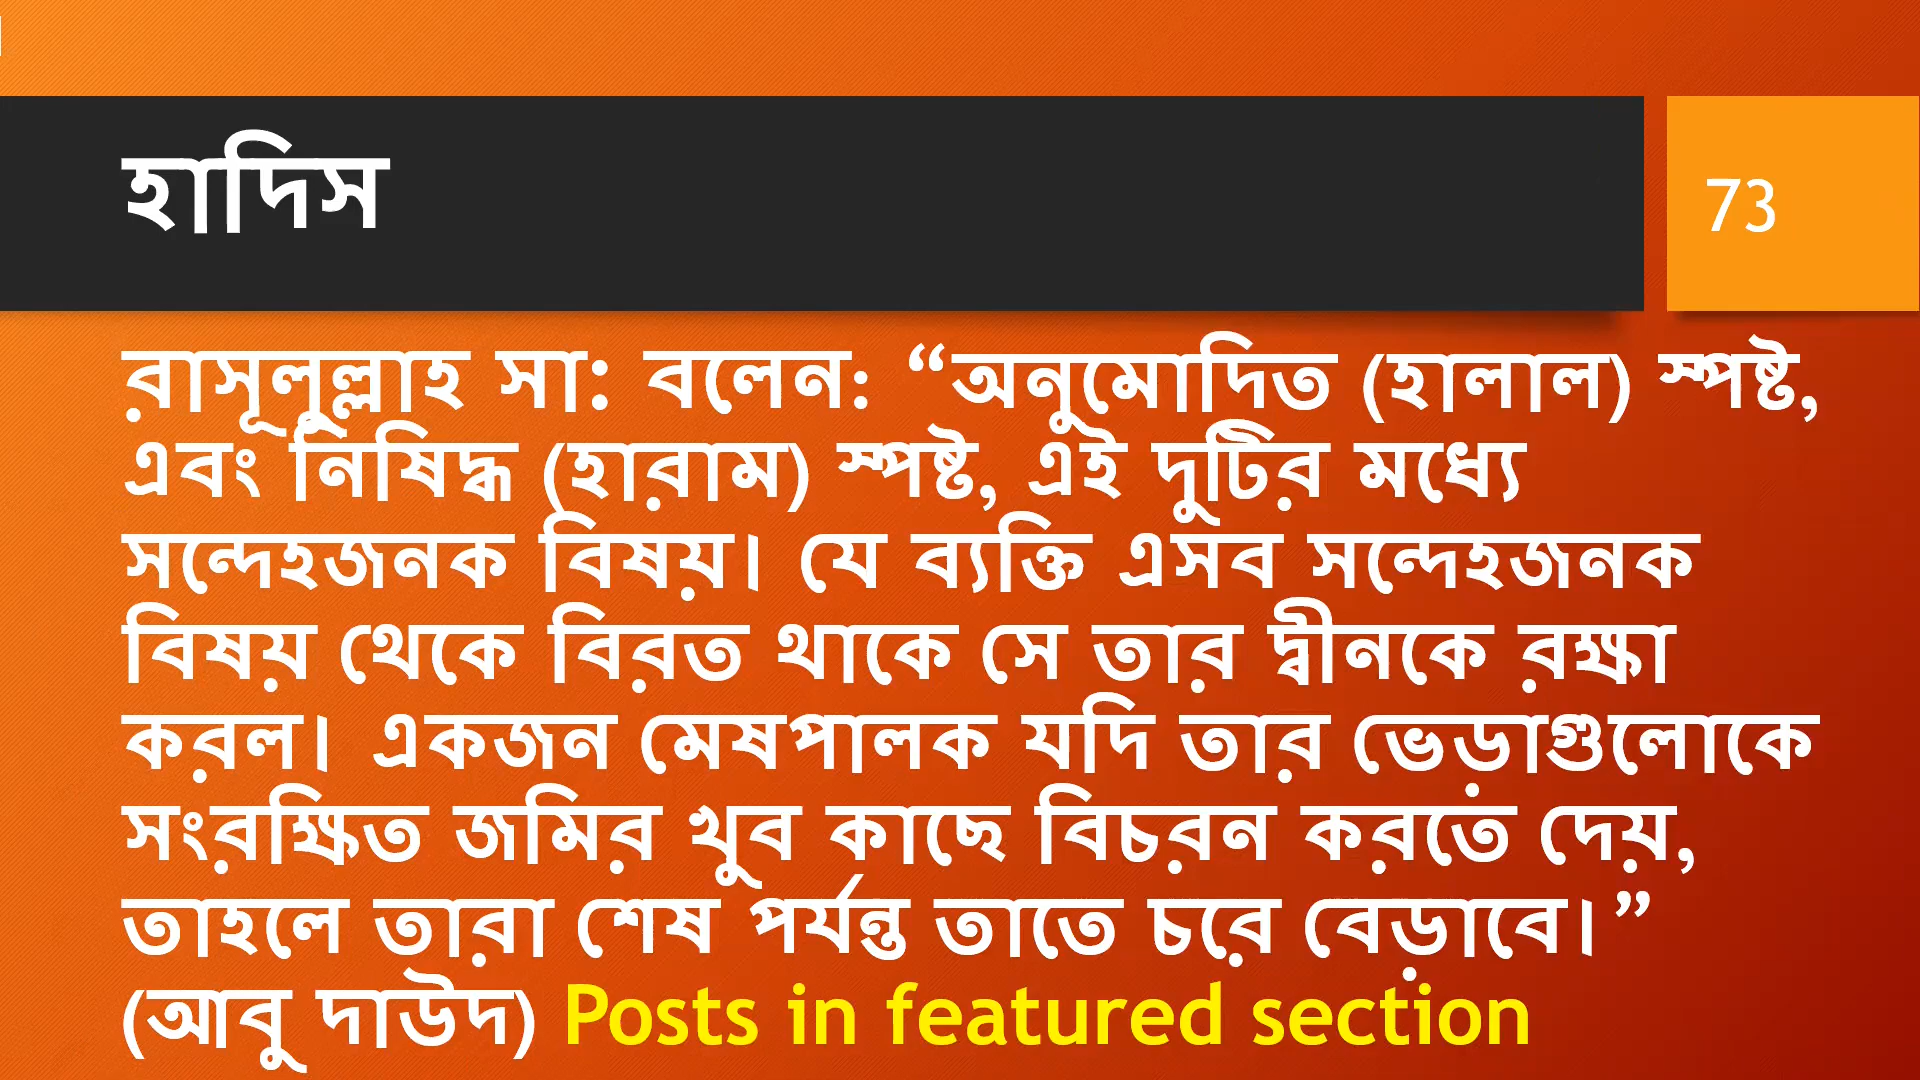 হাদিস
73
রাসূলুল্লাহ সা: বলেন: “অনুমোদিত (হালাল) স্পষ্ট,
এবং নিষিদ্ধ (হারাম) স্পষ্ট, এই দুটির মধ্যে
সন্দেহজনক বিষয়। যে ব্যক্তি এসব সন্দেহজনক
বিষয় থেকে বিরত থাকে সে তার দ্বীনকে রক্ষা
করল। একজন মেষপালক যদি তার ভেড়াগুলোকে
সংরক্ষিত জমির খুব কাছে বিচরন করতে দেয়,
তাহলে তারা শেষ পর্যন্ত তাতে চরে বেড়াবে।”
(আবু দাউদ) Posts in featured section